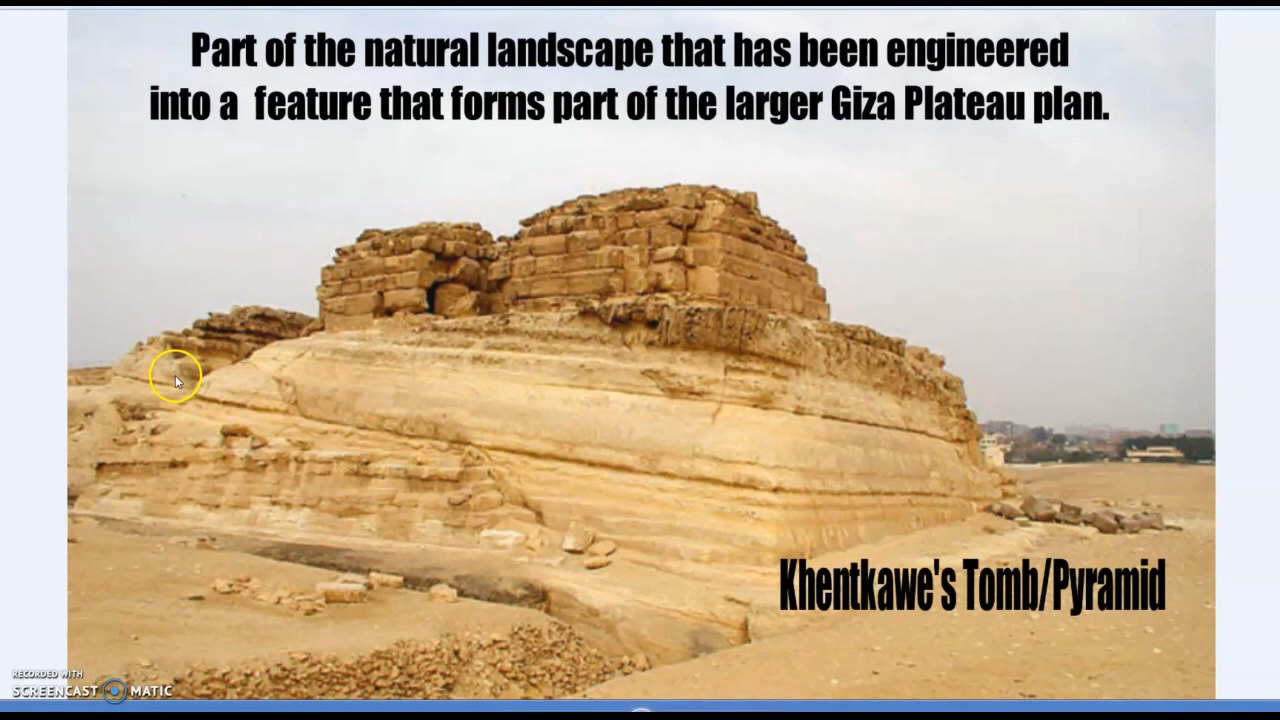 Part of the natural landscape that has been engineered
into a feature that forms part of the larger Giza Plateau plan.
Khentkawe's Tomb/Pyramid
RECORDED WITH
SCREENCAST MATIC